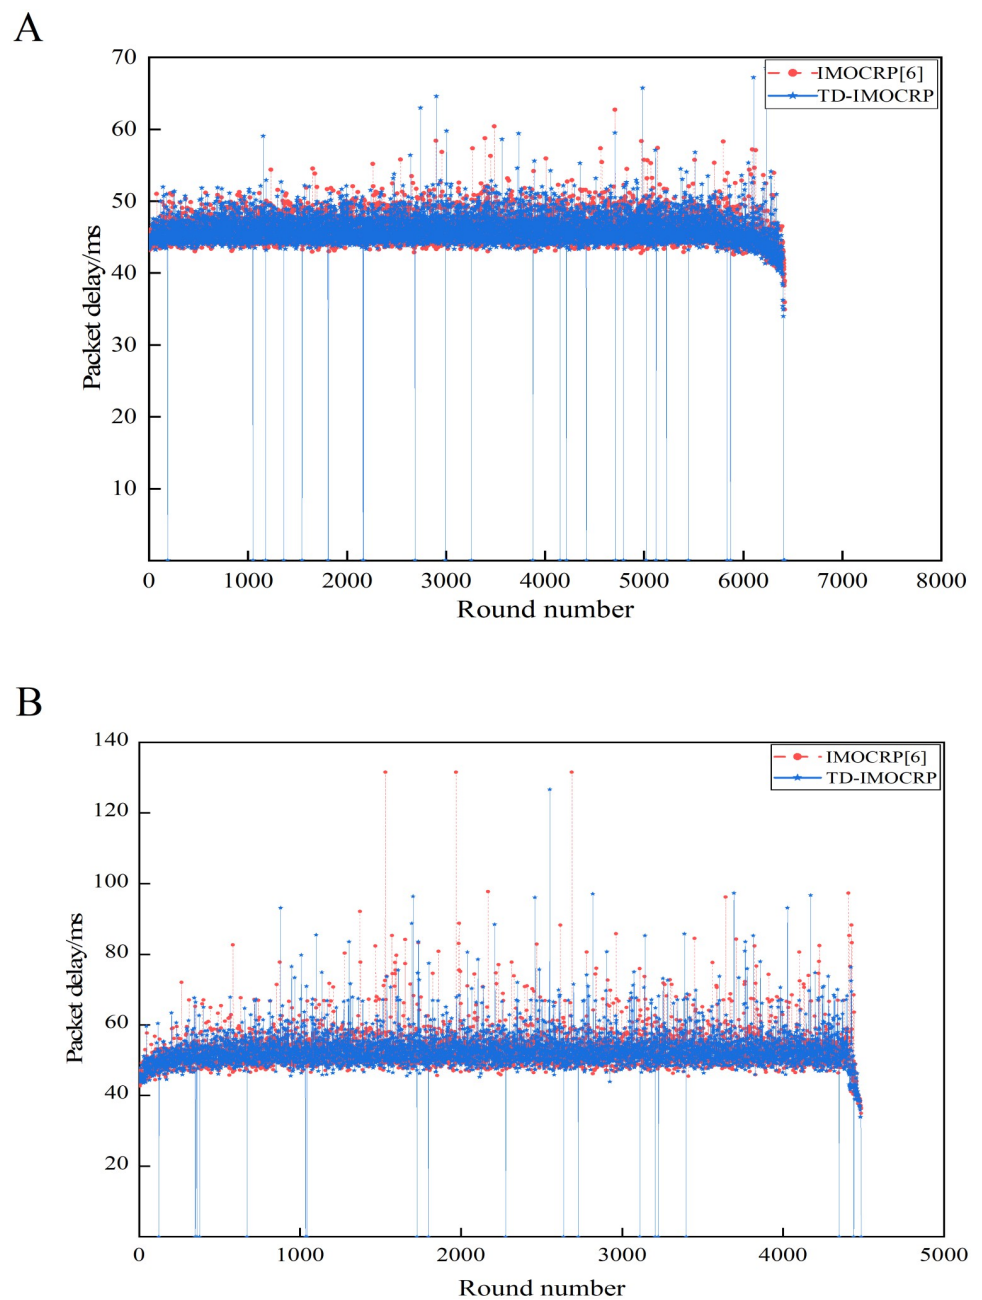 A
70
60
50
40
30
20
10
Packet delay/ms
IMOCRP[6]
TD-IMOCRP
0 1000 2000 3000 4000 5000 6000 7000 8000
Round number
B
140
120
100
80
60
40
20
Packet delay/ms
IMOCRP[6]
TD-IMOCRP
0 1000 2000 3000 4000 5000
Round number